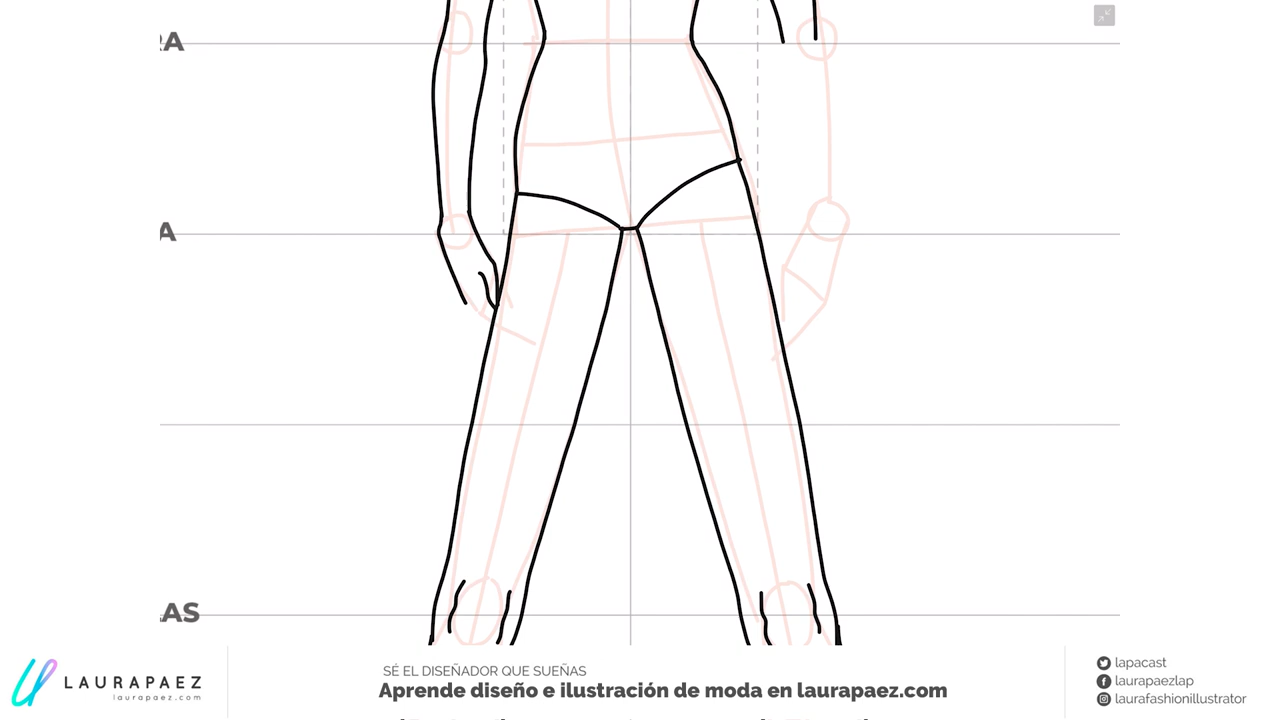 RA
A
AS
LAURAPAEZ
laurapaez.com
SÉ EL DISEÑADOR QUE SUEÑAS
Aprende diseño e ilustración de moda en laurapaez.com
lapacast
laurapaezlap
laurafashionillustrator